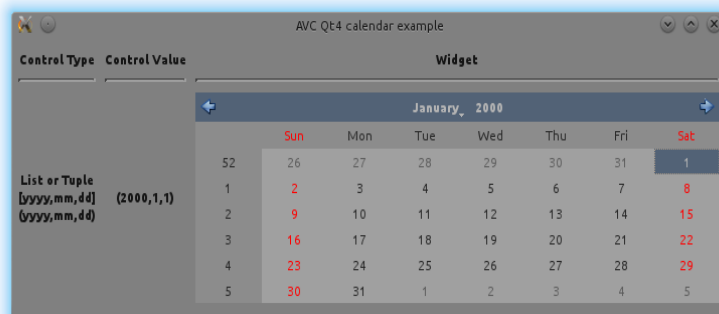 AVC Qt4 calendar example
Control Type Control Value Widget
January 2000
Sun Mon Tue Wed Thu Fri Sat
52 26 27 28 29 30 31 1
1 2 3 4 5 6 7 8
2 9 10 11 12 13 14 15
3 16 17 18 19 20 21 22
4 23 24 25 26 27 28 29
5 30 31 1 2 3 4 5
List or Tuple
[yyyy,mm,dd]
(yyyy,mm,dd)
(2000,1,1)